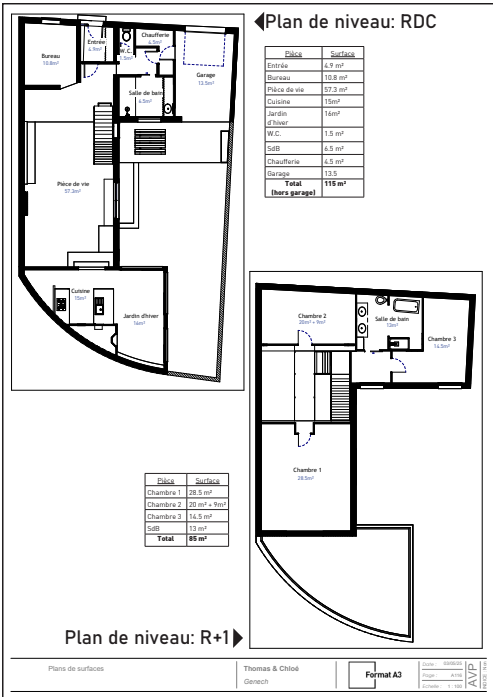 Plan de niveau: RDC
Bureau
10.8m²
Entrée
4.9m²
W.C.
1.5m²
Chaufferie
4.5m²
Garage
13.5m²
Salle de bain
6.5m²
Pièce de vie
57.3m²
Cuisine
15m²
Jardin d'hiver
16m²
Pièce Surface
Entrée 4.9 m²
Bureau 10.8 m²
Pièce de vie 57.3 m²
Cuisine 15m²
Jardin 16m²
d'hiver
W.C. 1.5 m²
SdB 6.5 m²
Chaufferie 4.5 m²
Garage 13.5
Total 115 m²
(hors garage)
Chambre 2
20m² + 9m²
Salle de bain
13m²
Chambre 3
14.5m²
Chambre 1
28.5m²
Pièce Surface
Chambre 1 28.5 m²
Chambre 2 20 m² + 9m²
Chambre 3 14.5 m²
SdB 13 m²
Total 85 m²
Plan de niveau: R+1
Plans de surfaces
Thomas & Chloé
Genech
Format A3
Date :
Page :
Echelle : 1 : 100
AVP